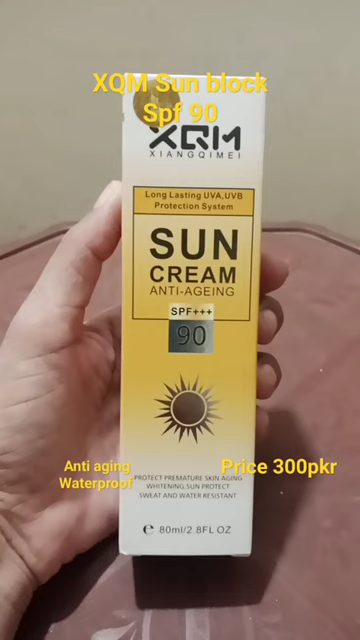 XQM Sun block
Spf 90
XQM
XIANGQIMEI
Long Lasting UVA,UVB
Protection System
SUN
CREAM
ANTI-AGEING
SPF+++
90
Anti aging
Waterproof
Price 300pkr
PROTECT PREMATURE SKIN AGING
WHITENING,SUN PROTECT
SWEAT AND WATER RESISTANT
℮ 80ml/2.8FL OZ